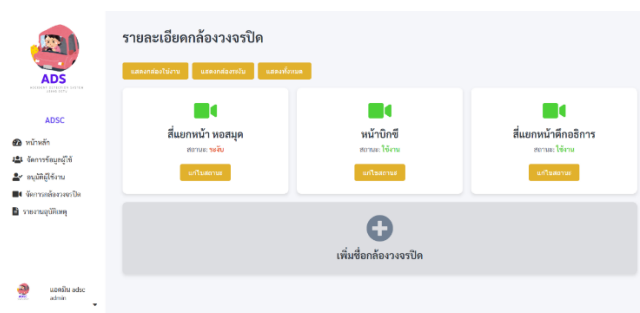 ADS
ADSC
หน้าหลัก
จัดการข้อมูลผู้ใช้
อนุมัติผู้ใช้งาน
จัดการกล้องวงจรปิด
รายงานอุบัติเหตุ
แอดมิน adsc
admin
รายละเอียดกล้องวงจรปิด
แสดงกล้องใช้งาน แสดงกล้องระงับ แสดงทั้งหมด
สี่แยกหน้า หอสมุด
สถานะ: ระงับ
แก้ไขสถานะ
หน้าบิกซี
สถานะ: ใช้งาน
แก้ไขสถานะ
สี่แยกหน้าตึกอธิการ
สถานะ: ใช้งาน
แก้ไขสถานะ
เพิ่มชื่อกล้องวงจรปิด